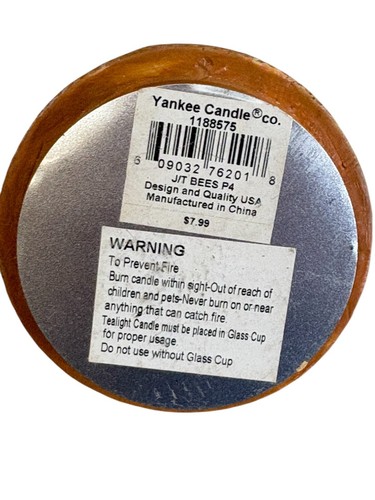 Yankee Candle® co.
1188575
6 09032 76201 8
J/T BEES P4
Design and Quality USA
Manufactured in China
$7.99
WARNING
To Prevent Fire
Burn candle within sight-Out of reach of
children and pets-Never burn on or near
anything that can catch fire
Tealight Candle must be placed in Glass Cup
for proper usage
Do not use without Glass Cup